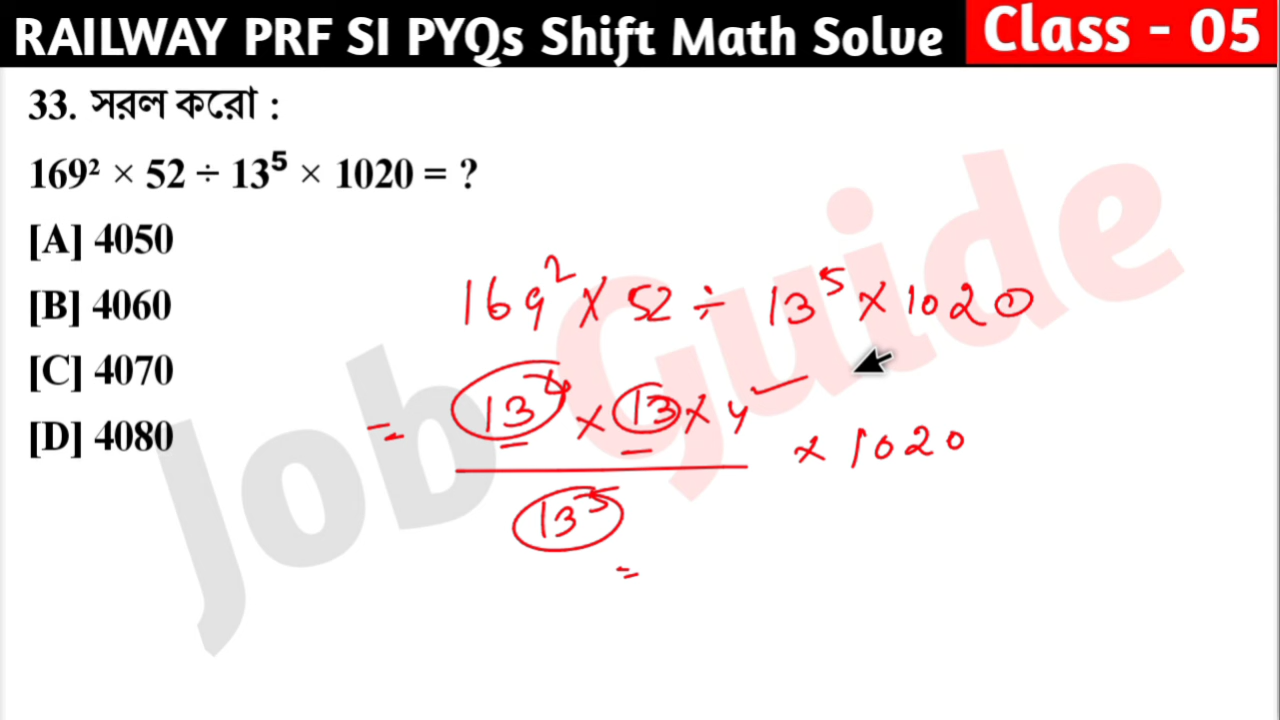 RAILWAY PRF SI PYQs Shift Math Solve
Class - 05
33. সরল করো :
169² × 52 ÷ 13⁵ × 1020 = ?
[A] 4050
[B] 4060
[C] 4070
[D] 4080
169² × 52 ÷ 13⁵ × 1020
= 13⁴ × 13 × 4
× 1020
13⁵
=
Job Guide